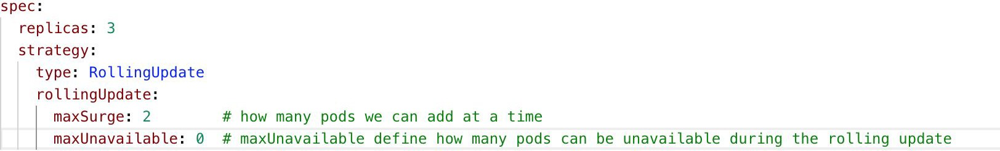 spec:
  replicas: 3
  strategy:
    type: RollingUpdate
    rollingUpdate:
      maxSurge: 2        # how many pods we can add at a time
      maxUnavailable: 0  # maxUnavailable define how many pods can be unavailable during the rolling update